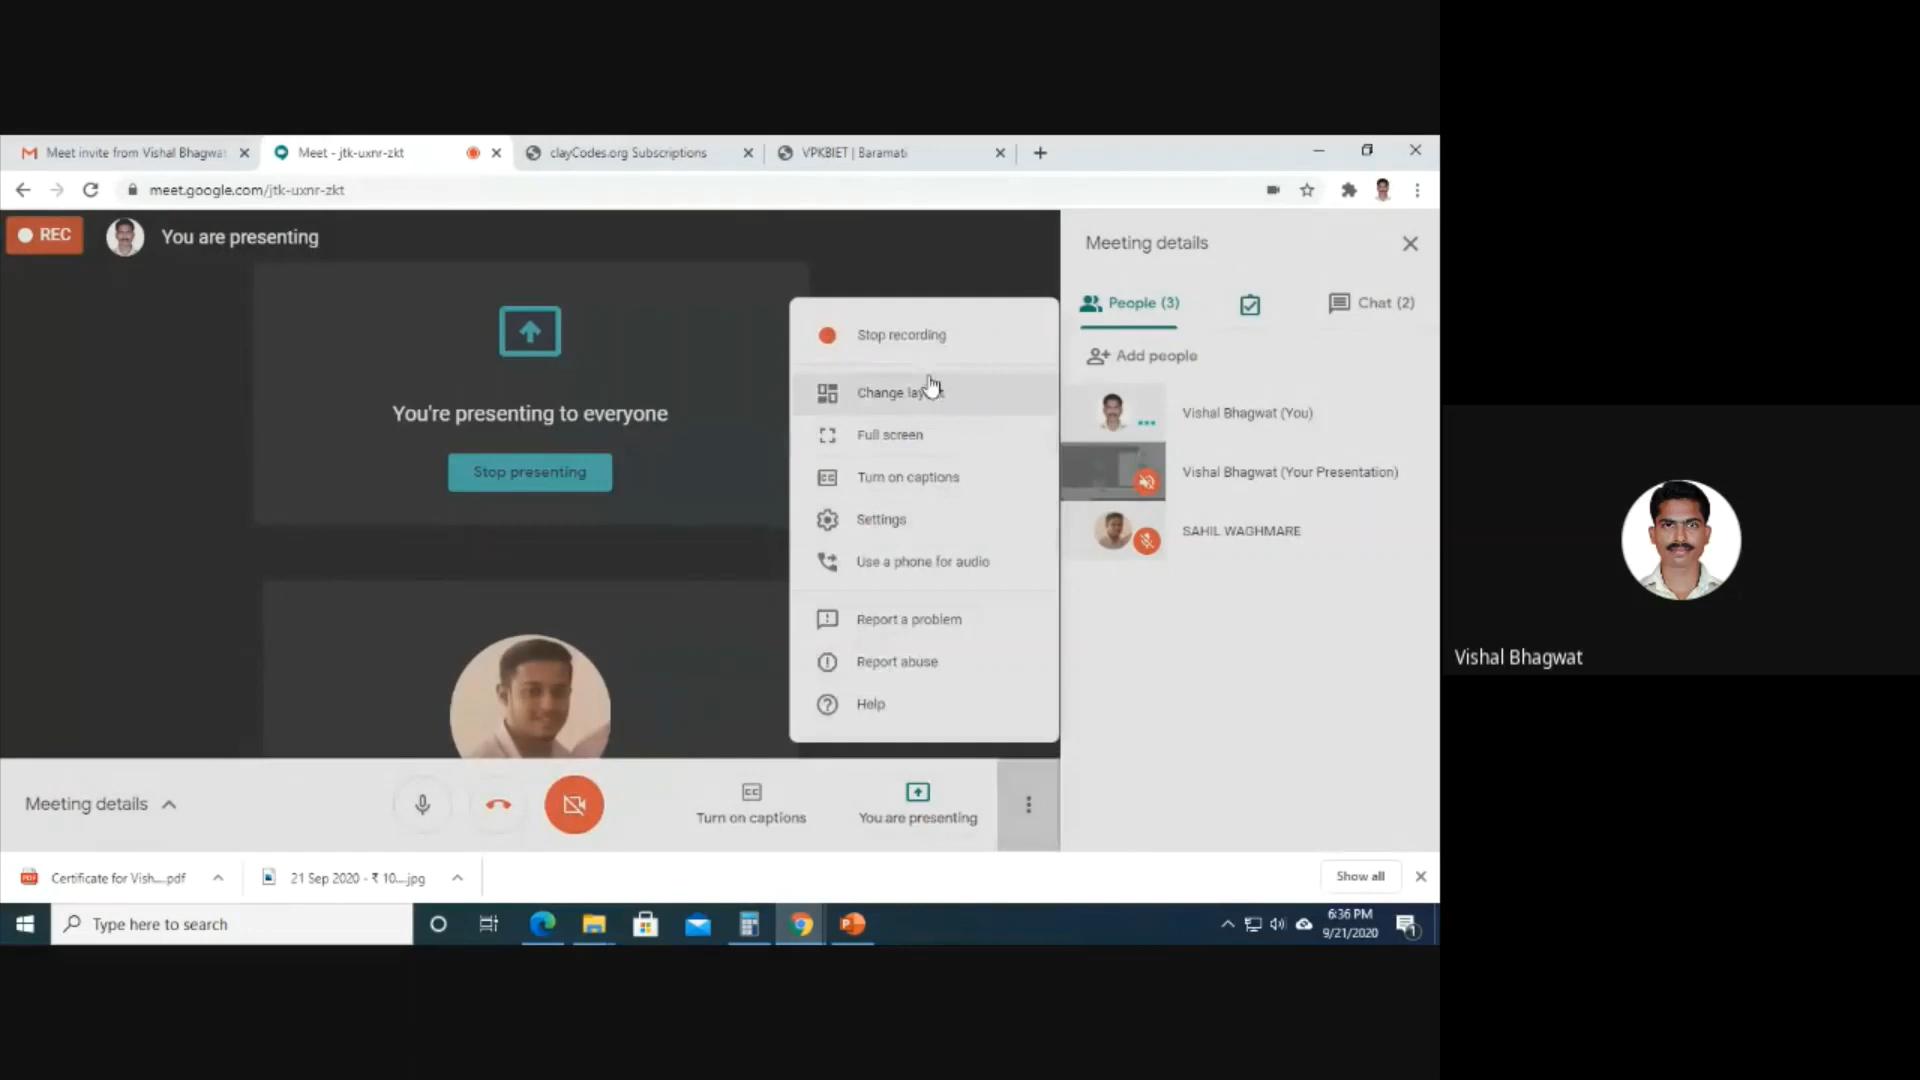 Meet invite from Vishal Bhagwat
Meet - jtk-uxnr-zkt
clayCodes.org Subscriptions
VPKBIET | Baramati
meet.google.com/jtk-uxnr-zkt
REC
You are presenting
You're presenting to everyone
Stop presenting
Stop recording
Change
Full screen
Turn on captions
Settings
Use a phone for audio
Report a problem
Report abuse
Help
Meeting details
People (3)
Chat (2)
Add people
Vishal Bhagwat (You)
Vishal Bhagwat (Your Presentation)
SAHIL WAGHMARE
Vishal Bhagwat
Meeting details
CC
Turn on captions
You are presenting
PDF
Certificate for Vish....pdf
21 Sep 2020 - ₹ 10....jpg
Show all
Type here to search
6:36 PM
9/21/2020
1